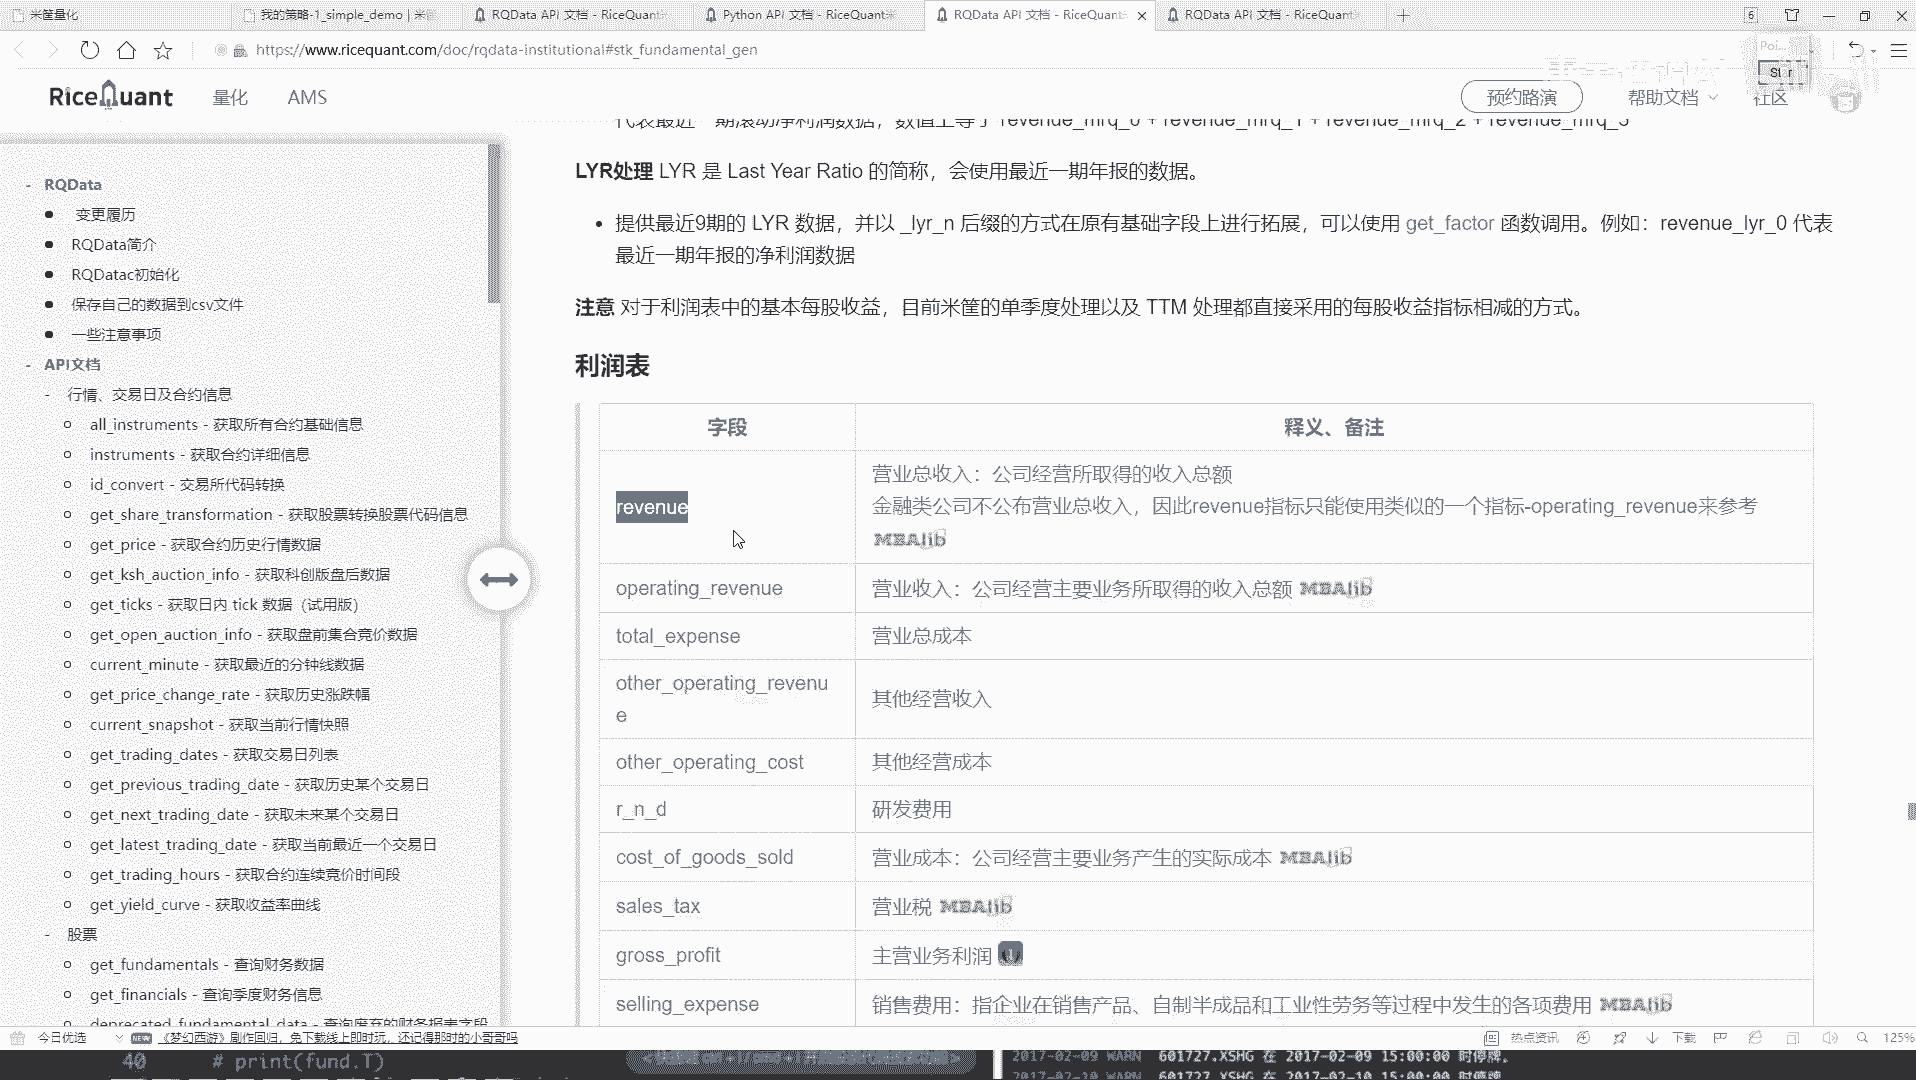 米筐量化
我的策略-1_simple_demo | 米筐
RQData API 文档 - RiceQuant
Python API 文档 - RiceQuant米
RQData API 文档 - RiceQuant
RQData API 文档 - RiceQuant
6
https://www.ricequant.com/doc/rqdata-institutional#stk_fundamental_gen
RiceQuant
量化
AMS
预约路演
帮助文档
社区
- RQData
变更履历
RQData简介
RQDatac初始化
保存自己的数据到csv文件
一些注意事项
- API文档
- 行情、交易日及合约信息
all_instruments - 获取所有合约基础信息
instruments - 获取合约详细信息
id_convert - 交易所代码转换
get_share_transformation - 获取股票转换股票代码信息
get_price - 获取合约历史行情数据
get_ksh_auction_info - 获取科创版盘后数据
get_ticks - 获取日内 tick 数据（试用版）
get_open_auction_info - 获取盘前集合竞价数据
current_minute - 获取最近的分钟线数据
get_price_change_rate - 获取历史涨跌幅
current_snapshot - 获取当前行情快照
get_trading_dates - 获取交易日列表
get_previous_trading_date - 获取历史某个交易日
get_next_trading_date - 获取未来某个交易日
get_latest_trading_date - 获取当前最近一个交易日
get_trading_hours - 获取合约连续竞价时间段
get_yield_curve - 获取收益率曲线
- 股票
get_fundamentals - 查询财务数据
get_financials - 查询季度财务信息
deprecated_fundamental_data - 查询废弃的财务报表字段
代表最近一期滚动净利润数据，数值上等于 revenue_mrq_0 + revenue_mrq_1 + revenue_mrq_2 + revenue_mrq_3
LYR处理 LYR 是 Last Year Ratio 的简称，会使用最近一期年报的数据。
• 提供最近9期的 LYR 数据，并以 _lyr_n 后缀的方式在原有基础字段上进行拓展，可以使用 get_factor 函数调用。例如：revenue_lyr_0 代表
最近一期年报的净利润数据
注意 对于利润表中的基本每股收益，目前米筐的单季度处理以及 TTM 处理都直接采用的每股收益指标相减的方式。
利润表
字段 释义、备注
revenue
营业总收入：公司经营所取得的收入总额
金融类公司不公布营业总收入，因此revenue指标只能使用类似的一个指标-operating_revenue来参考
MBAlib
operating_revenue 营业收入：公司经营主要业务所取得的收入总额 MBAlib
total_expense 营业总成本
other_operating_revenu
e
其他经营收入
other_operating_cost 其他经营成本
r_n_d 研发费用
cost_of_goods_sold 营业成本：公司经营主要业务产生的实际成本 MBAlib
sales_tax 营业税 MBAlib
gross_profit 主营业务利润
selling_expense 销售费用：指企业在销售产品、自制半成品和工业性劳务等过程中发生的各项费用 MBAlib
今日优选
NEW 《梦幻西游》剧作回归，免下载线上即时玩，还记得那时的小哥哥吗
热点资讯
下载
125%
40 # print(fund.T)
2017-02-09 WARN 601727.XSHG 在 2017-02-09 15:00:00 时停牌。
2017-02-10 WARN 601727.XSHG 在 2017-02-10 15:00:00 时停牌。